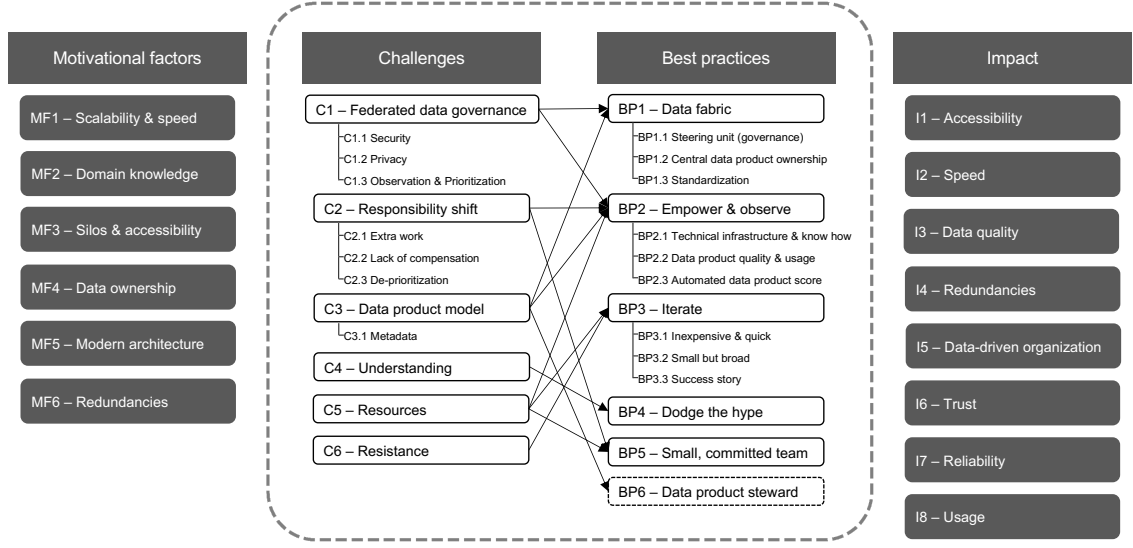 Motivational factors
MF1 – Scalability & speed
MF2 – Domain knowledge
MF3 – Silos & accessibility
MF4 – Data ownership
MF5 – Modern architecture
MF6 – Redundancies
Challenges
C1 – Federated data governance
C1.1 Security
C1.2 Privacy
C1.3 Observation & Prioritization
C2 – Responsibility shift
C2.1 Extra work
C2.2 Lack of compensation
C2.3 De-prioritization
C3 – Data product model
C3.1 Metadata
C4 – Understanding
C5 – Resources
C6 – Resistance
Best practices
BP1 – Data fabric
BP1.1 Steering unit (governance)
BP1.2 Central data product ownership
BP1.3 Standardization
BP2 – Empower & observe
BP2.1 Technical infrastructure & know how
BP2.2 Data product quality & usage
BP2.3 Automated data product score
BP3 – Iterate
BP3.1 Inexpensive & quick
BP3.2 Small but broad
BP3.3 Success story
BP4 – Dodge the hype
BP5 – Small, committed team
BP6 – Data product steward
Impact
I1 – Accessibility
I2 – Speed
I3 – Data quality
I4 – Redundancies
I5 – Data-driven organization
I6 – Trust
I7 – Reliability
I8 – Usage